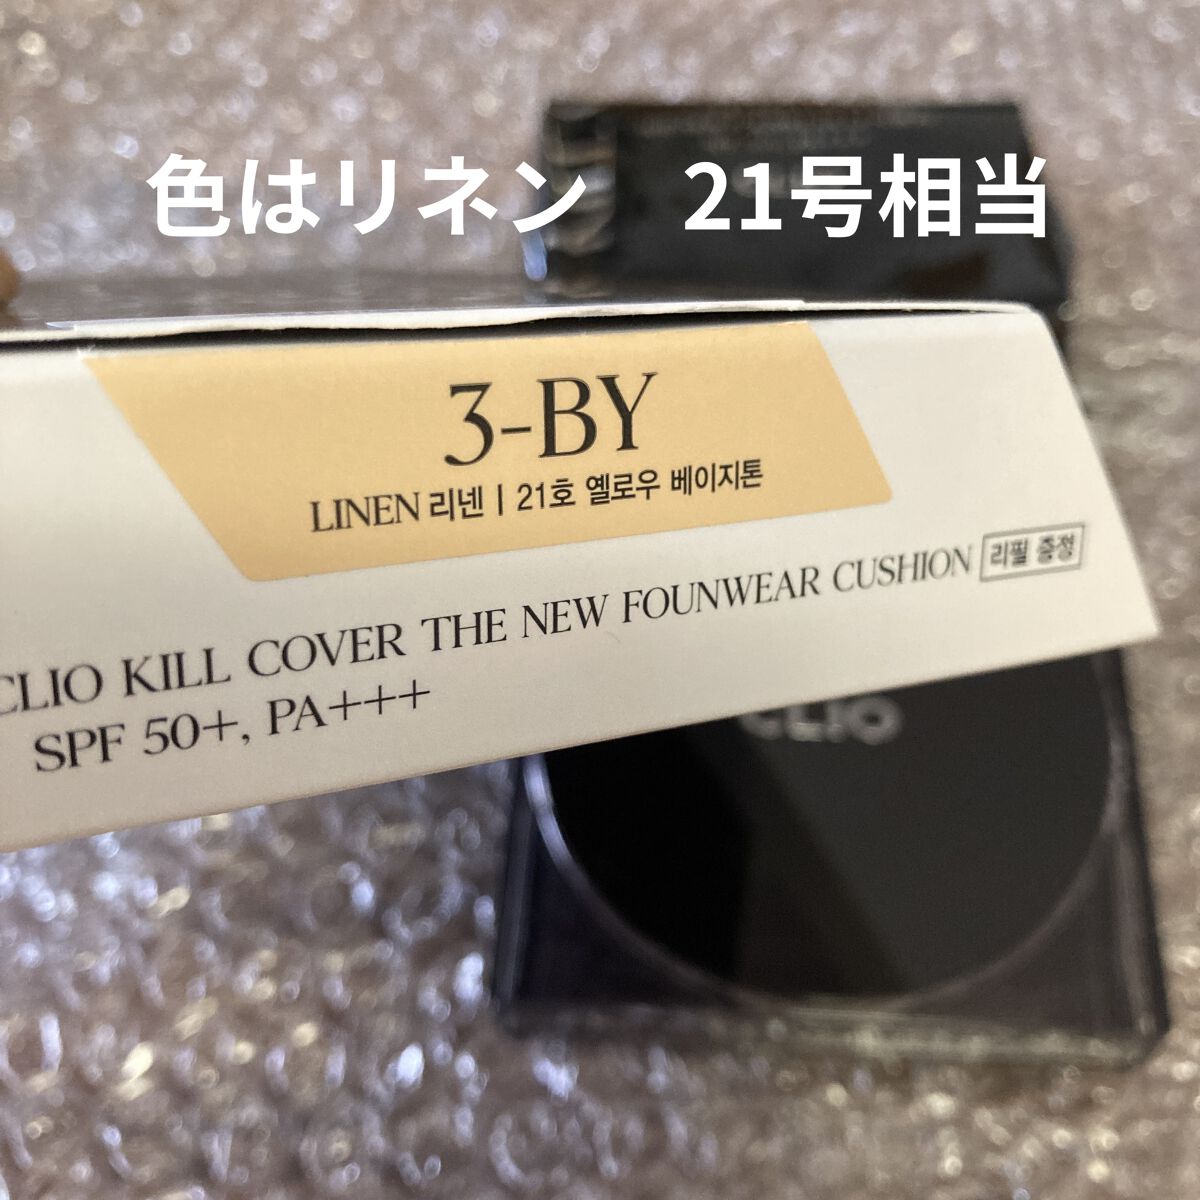 色はリネン　21号相当
3-BY
LINEN 리넨 | 21호 옐로우 베이지톤
CLIO KILL COVER THE NEW FOUNWEAR CUSHION 리필 증정
SPF 50+, PA+++
CLIO